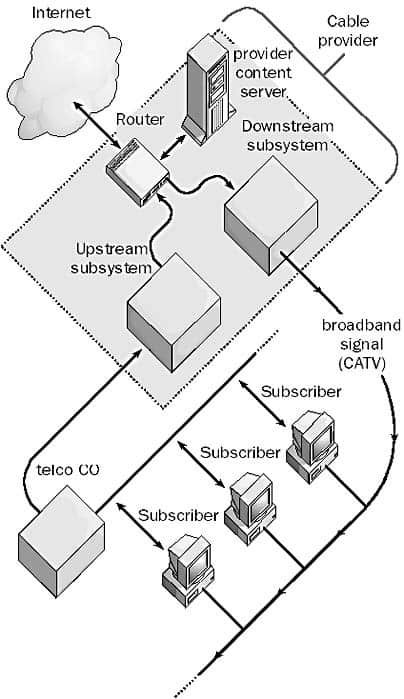 Internet
Cable
provider
provider
content
server
Router
Downstream
subsystem
Upstream
subsystem
broadband
signal
(CATV)
Subscriber
telco CO
Subscriber
Subscriber